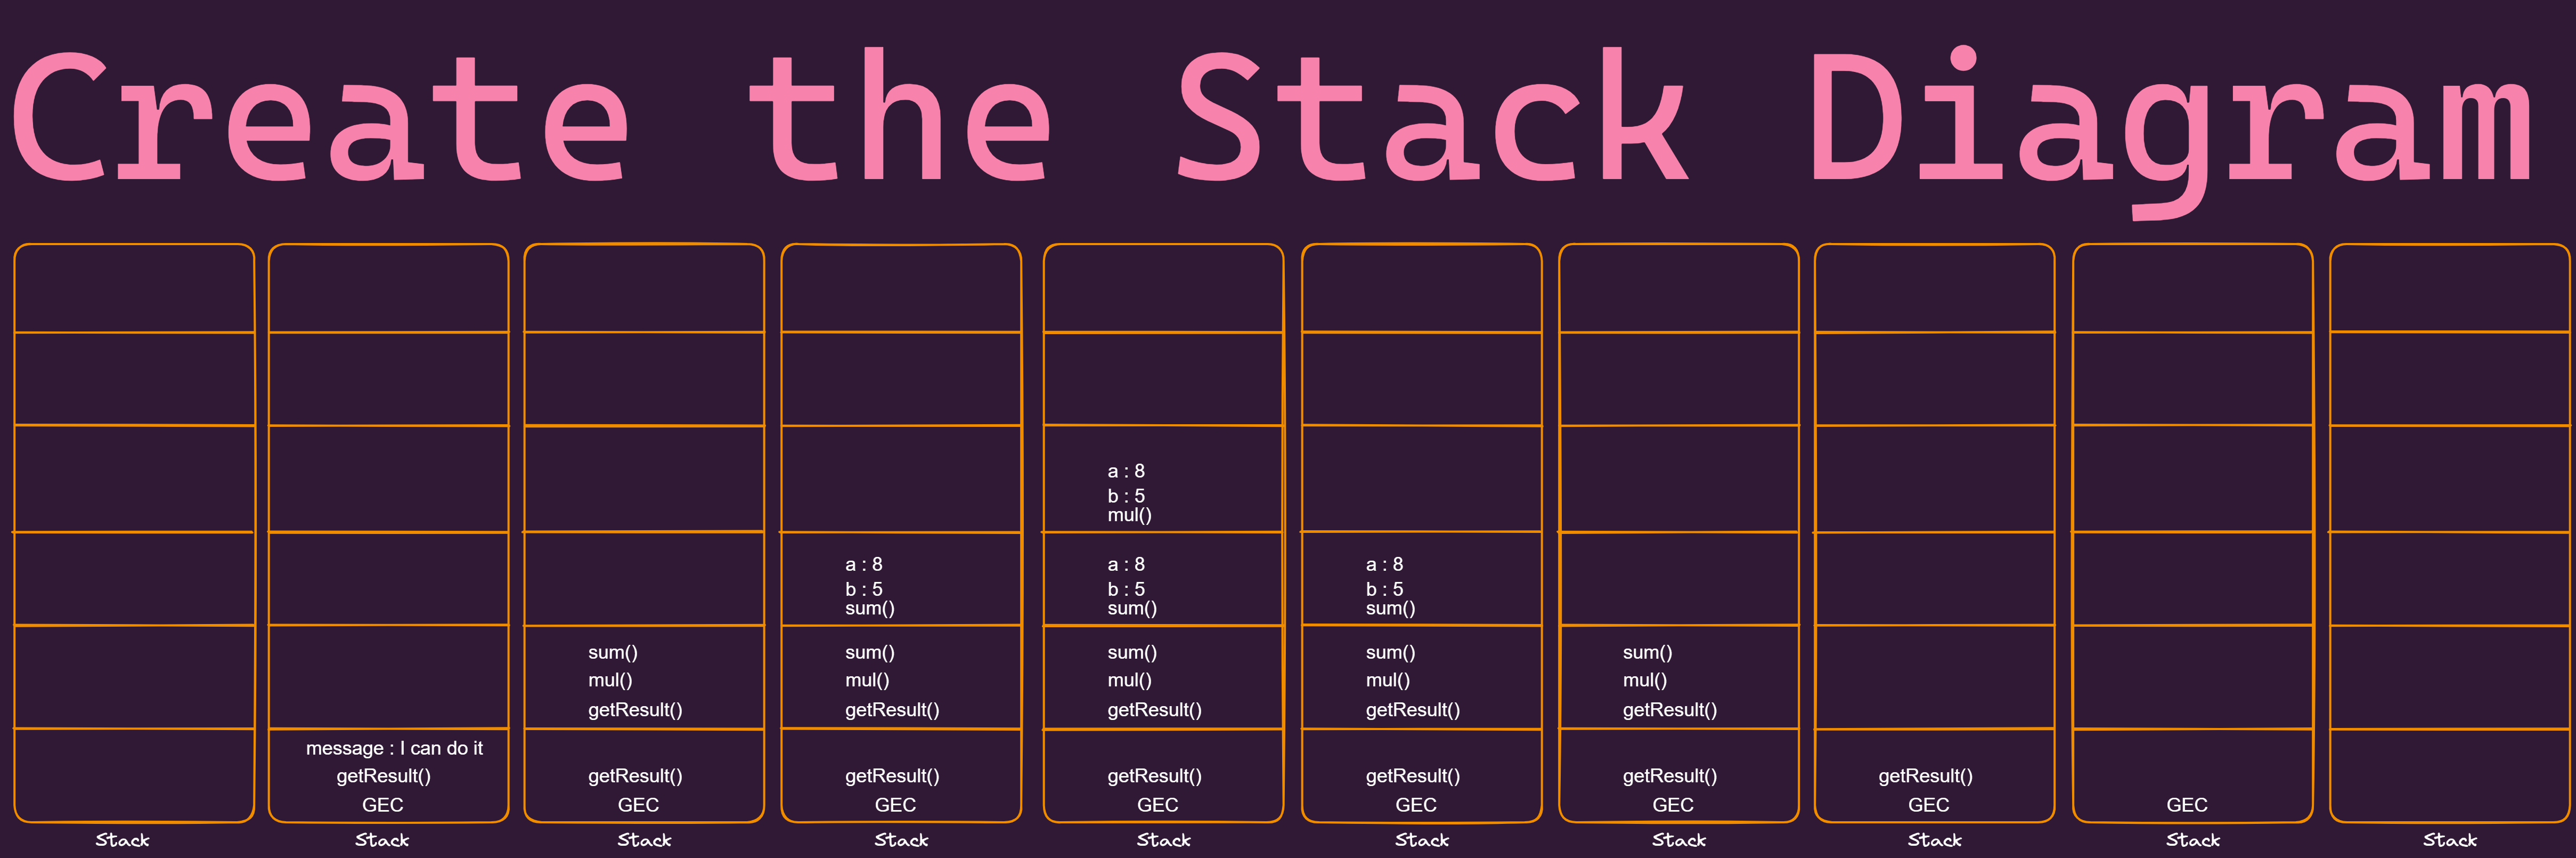 Create the Stack Diagram
Stack
message : I can do it
getResult()
GEC
Stack
sum()
mul()
getResult()
getResult()
GEC
Stack
a : 8
b : 5
sum()
sum()
mul()
getResult()
getResult()
GEC
Stack
a : 8
b : 5
mul()
a : 8
b : 5
sum()
sum()
mul()
getResult()
getResult()
GEC
Stack
a : 8
b : 5
sum()
sum()
mul()
getResult()
getResult()
GEC
Stack
sum()
mul()
getResult()
getResult()
GEC
Stack
getResult()
GEC
Stack
GEC
Stack
Stack